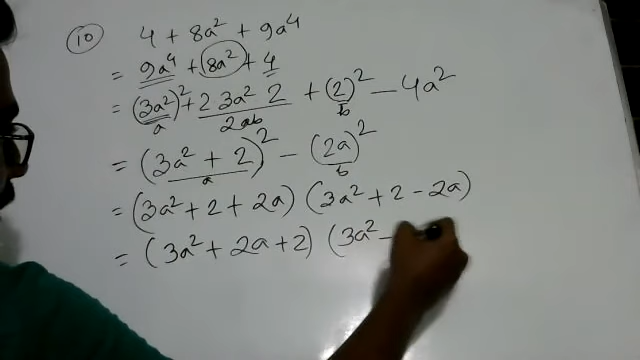 10 4 + 8a² + 9a⁴
= 9a⁴ + 8a² + 4
= (3a²)² + 2 3a² 2 + (2)² – 4a²
a 2ab b
= (3a² + 2)² – (2a)²
a b
= (3a² + 2 + 2a) (3a² + 2 – 2a)
= (3a² + 2a + 2) (3a² –